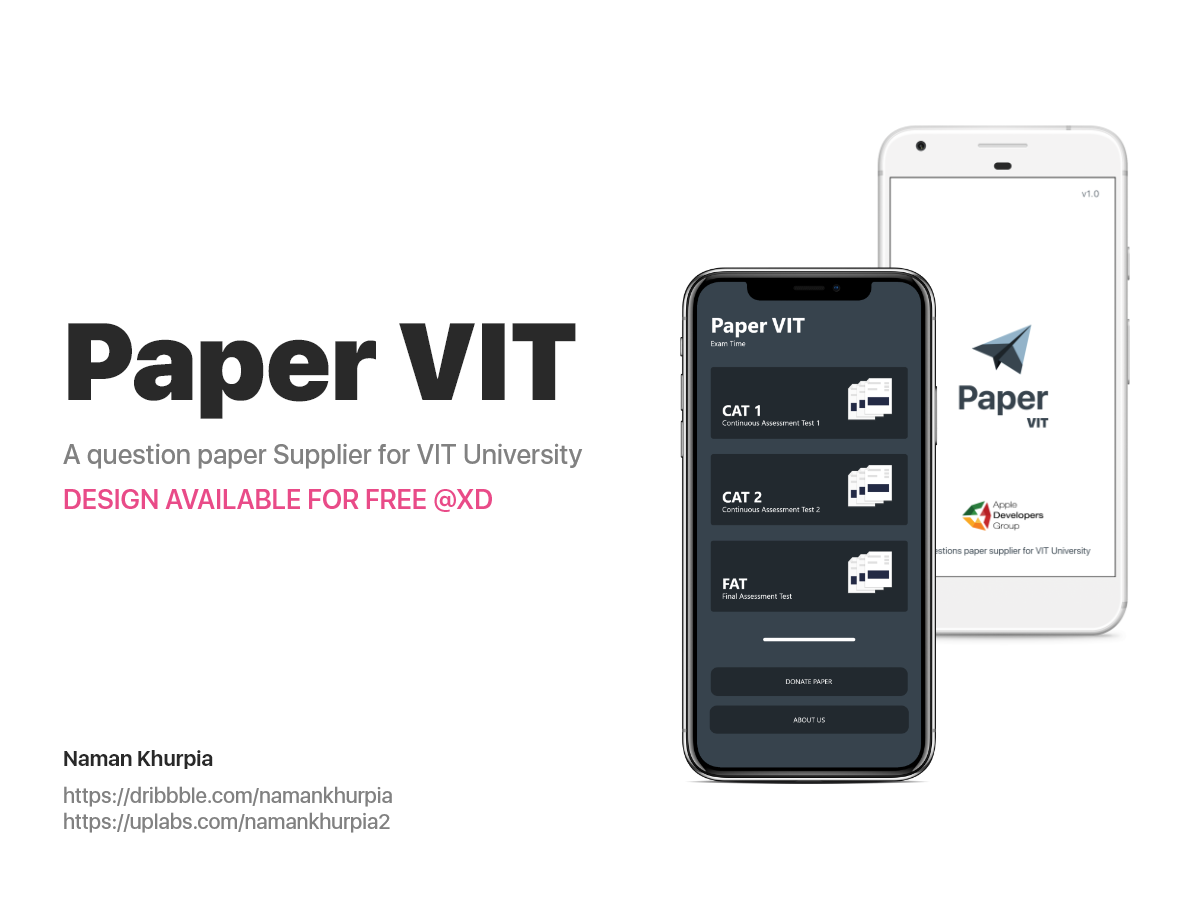 Paper VIT
A question paper Supplier for VIT University
DESIGN AVAILABLE FOR FREE @XD
Naman Khurpia
https://dribbble.com/namankhurpia
https://uplabs.com/namankhurpia2
Paper VIT
Exam Time
CAT 1
Continuous Assessment Test 1
CAT 2
Continuous Assessment Test 2
FAT
Final Assessment Test
DONATE PAPER
ABOUT US
v1.0
Paper
VIT
Apple
Developers
Group
paper supplier for VIT University